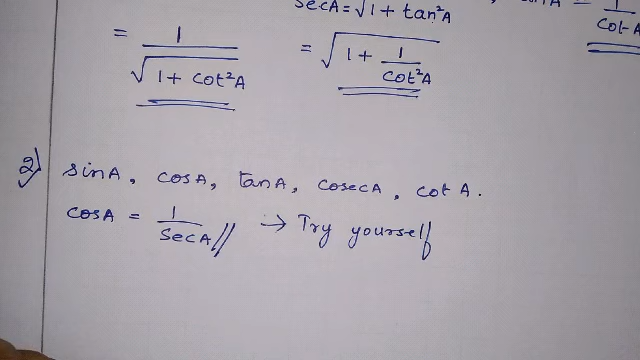 secA = √1 + tan²A
= 1/√1 + cot²A
= √1 + 1/cot²A
1/Cot A
2) sinA, cosA, tanA, cosecA, cot A.
cosA = 1/SecA // → Try yourself